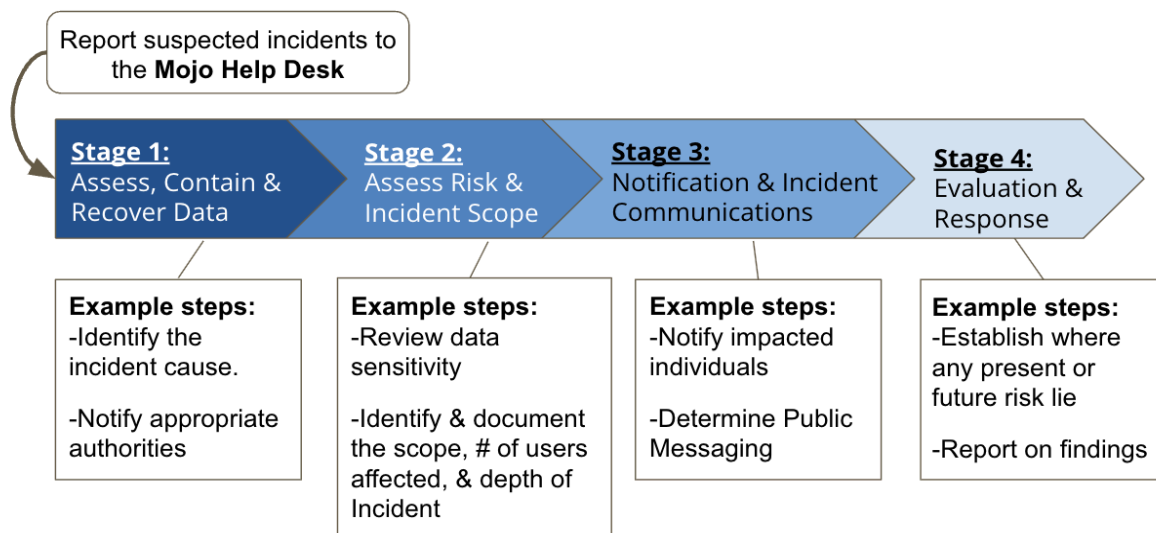 Report suspected incidents to
the Mojo Help Desk
Stage 1:
Assess, Contain &
Recover Data
Stage 2:
Assess Risk &
Incident Scope
Stage 3:
Notification & Incident
Communications
Stage 4:
Evaluation &
Response
Example steps:
-Identify the
incident cause.
-Notify appropriate
authorities
Example steps:
-Review data
sensitivity
-Identify & document
the scope, # of users
affected, & depth of
Incident
Example steps:
-Notify impacted
individuals
-Determine Public
Messaging
Example steps:
-Establish where
any present or
future risk lie
-Report on findings